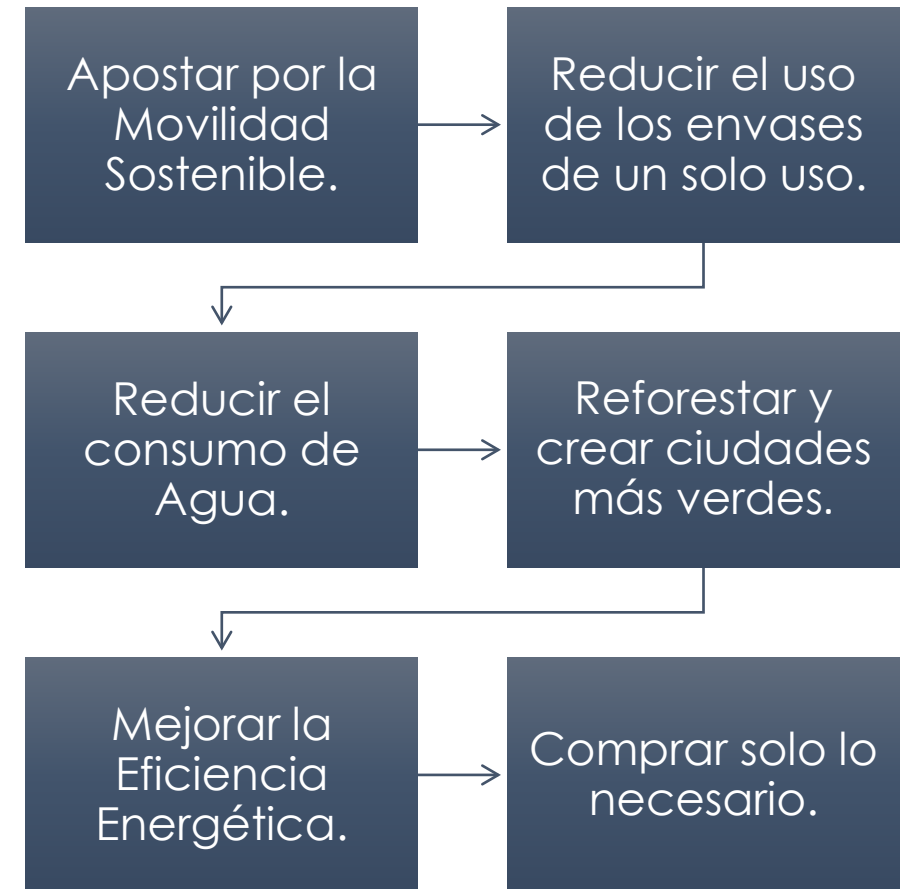 Apostar por la
Movilidad
Sostenible.
Reducir el uso
de los envases
de un solo uso.
Reducir el
consumo de
Agua.
Reforestar y
crear ciudades
más verdes.
Mejorar la
Eficiencia
Energética.
Comprar solo lo
necesario.